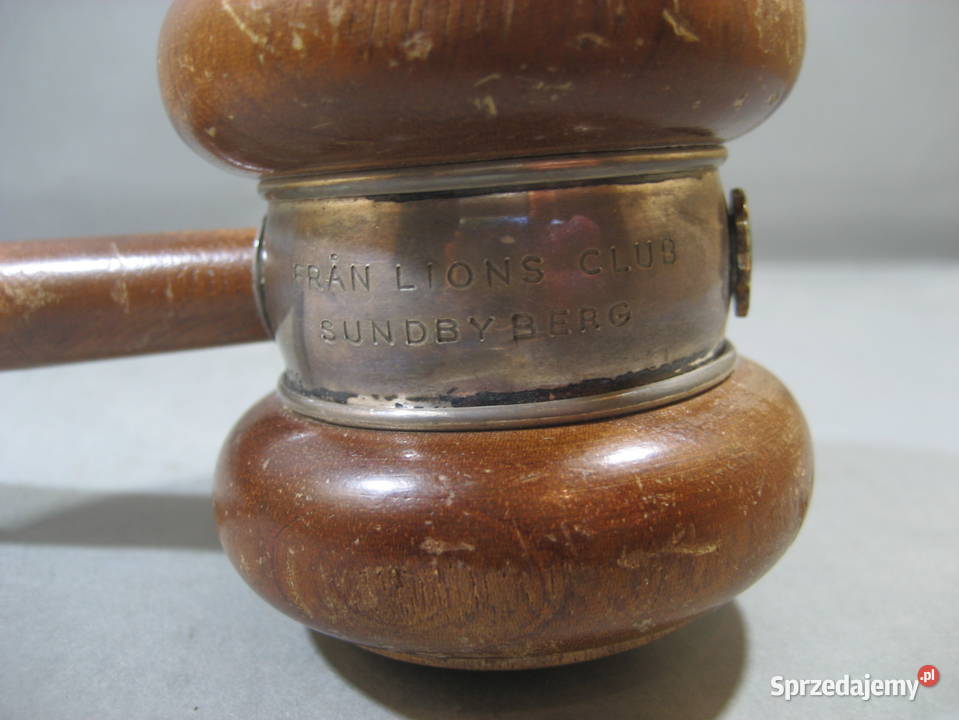 FRÅN LIONS CLUB
SUNDBYBERG
Sprzedajemy.pl